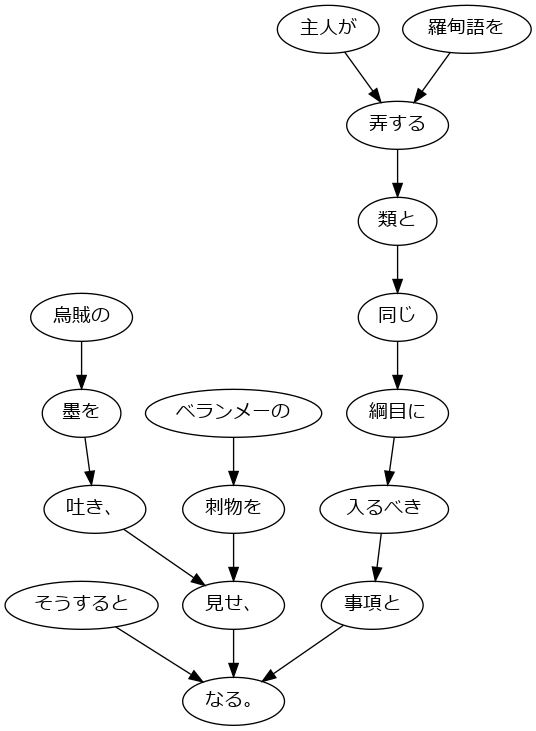 主人が 羅甸語を
弄する
類と
烏賊の 同じ
墨を ベランメーの 綱目に
吐き、 刺物を 入るべき
そうすると 見せ、 事項と
なる。